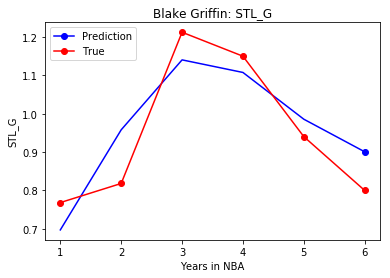 Blake Griffin: STL_G
Prediction
True
1.2
1.1
1.0
0.9
0.8
0.7
STL_G
1 2 3 4 5 6
Years in NBA